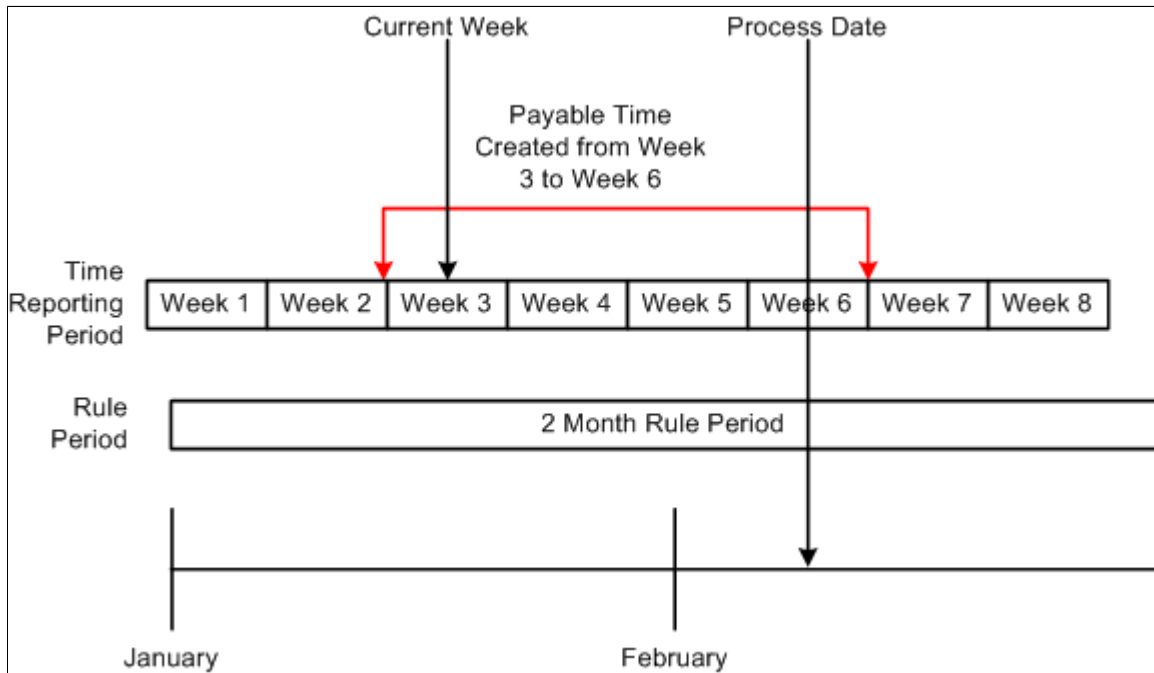 Current Week
Process Date
Payable Time
Created from Week
3 to Week 6
Time
Reporting
Period
Week 1
Week 2
Week 3
Week 4
Week 5
Week 6
Week 7
Week 8
Rule
Period
2 Month Rule Period
January
February